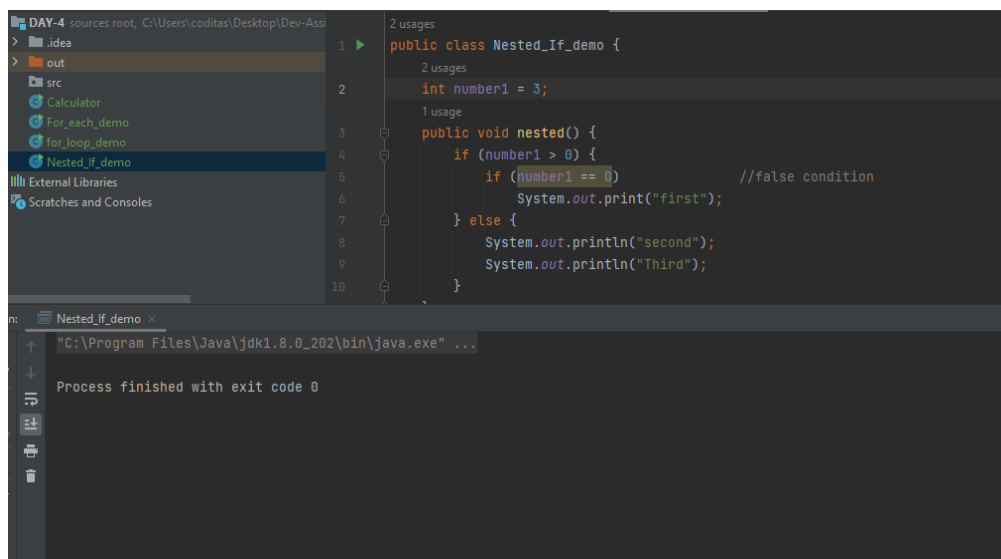 DAY-4 sources root, C:\Users\coditas\Desktop\Dev-Assi
.idea
out
src
Calculator
For_each_demo
for_loop_demo
Nested_If_demo
External Libraries
Scratches and Consoles
2 usages
1 public class Nested_If_demo {
2 usages
2 int number1 = 3;
1 usage
3 public void nested() {
4 if (number1 > 0) {
5 if (number1 == 0) //false condition
6 System.out.print("first");
7 } else {
8 System.out.println("second");
9 System.out.println("Third");
10 }
n: Nested_If_demo ×
"C:\Program Files\Java\jdk1.8.0_202\bin\java.exe" ...
Process finished with exit code 0